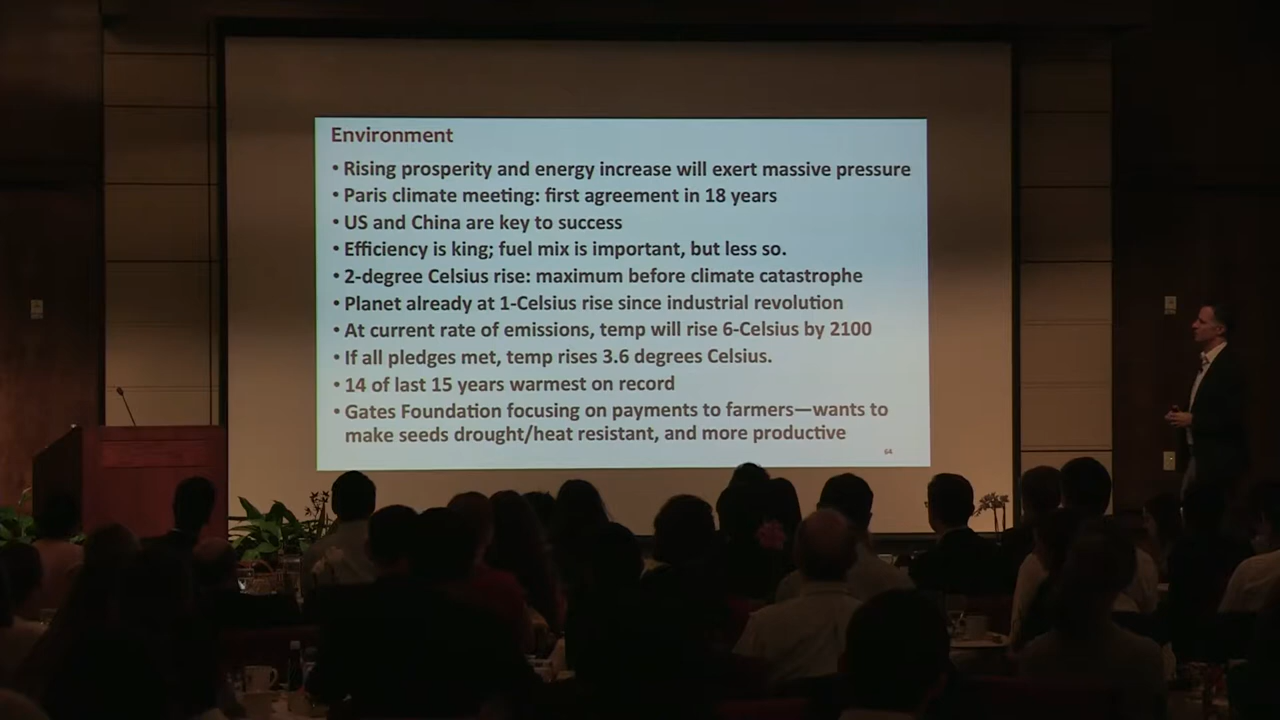 Environment
• Rising prosperity and energy increase will exert massive pressure
• Paris climate meeting: first agreement in 18 years
• US and China are key to success
• Efficiency is king; fuel mix is important, but less so.
• 2-degree Celsius rise: maximum before climate catastrophe
• Planet already at 1-Celsius rise since industrial revolution
• At current rate of emissions, temp will rise 6-Celsius by 2100
• If all pledges met, temp rises 3.6 degrees Celsius.
• 14 of last 15 years warmest on record
• Gates Foundation focusing on payments to farmers—wants to
make seeds drought/heat resistant, and more productive
64